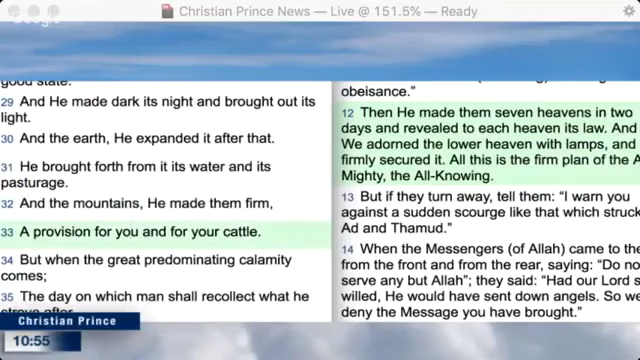 Christian Prince News — Live @ 151.5% — Ready
Google
good state.
29 And He made dark its night and brought out its
light.
30 And the earth, He expanded it after that.
31 He brought forth from it its water and its
pasturage.
32 And the mountains, He made them firm,
33 A provision for you and for your cattle.
34 But when the great predominating calamity
comes;
35 The day on which man shall recollect what he
strove after
obeisance.”
12 Then He made them seven heavens in two
days and revealed to each heaven its law. And
We adorned the lower heaven with lamps, and
firmly secured it. All this is the firm plan of the A
Mighty, the All-Knowing.
13 But if they turn away, tell them: “I warn you
against a sudden scourge like that which struck
Ad and Thamud.”
14 When the Messengers (of Allah) came to the
from the front and from the rear, saying: “Do no
serve any but Allah”; they said: “Had our Lord s
willed, He would have sent down angels. So we
deny the Message you have brought.”
Christian Prince
10:55